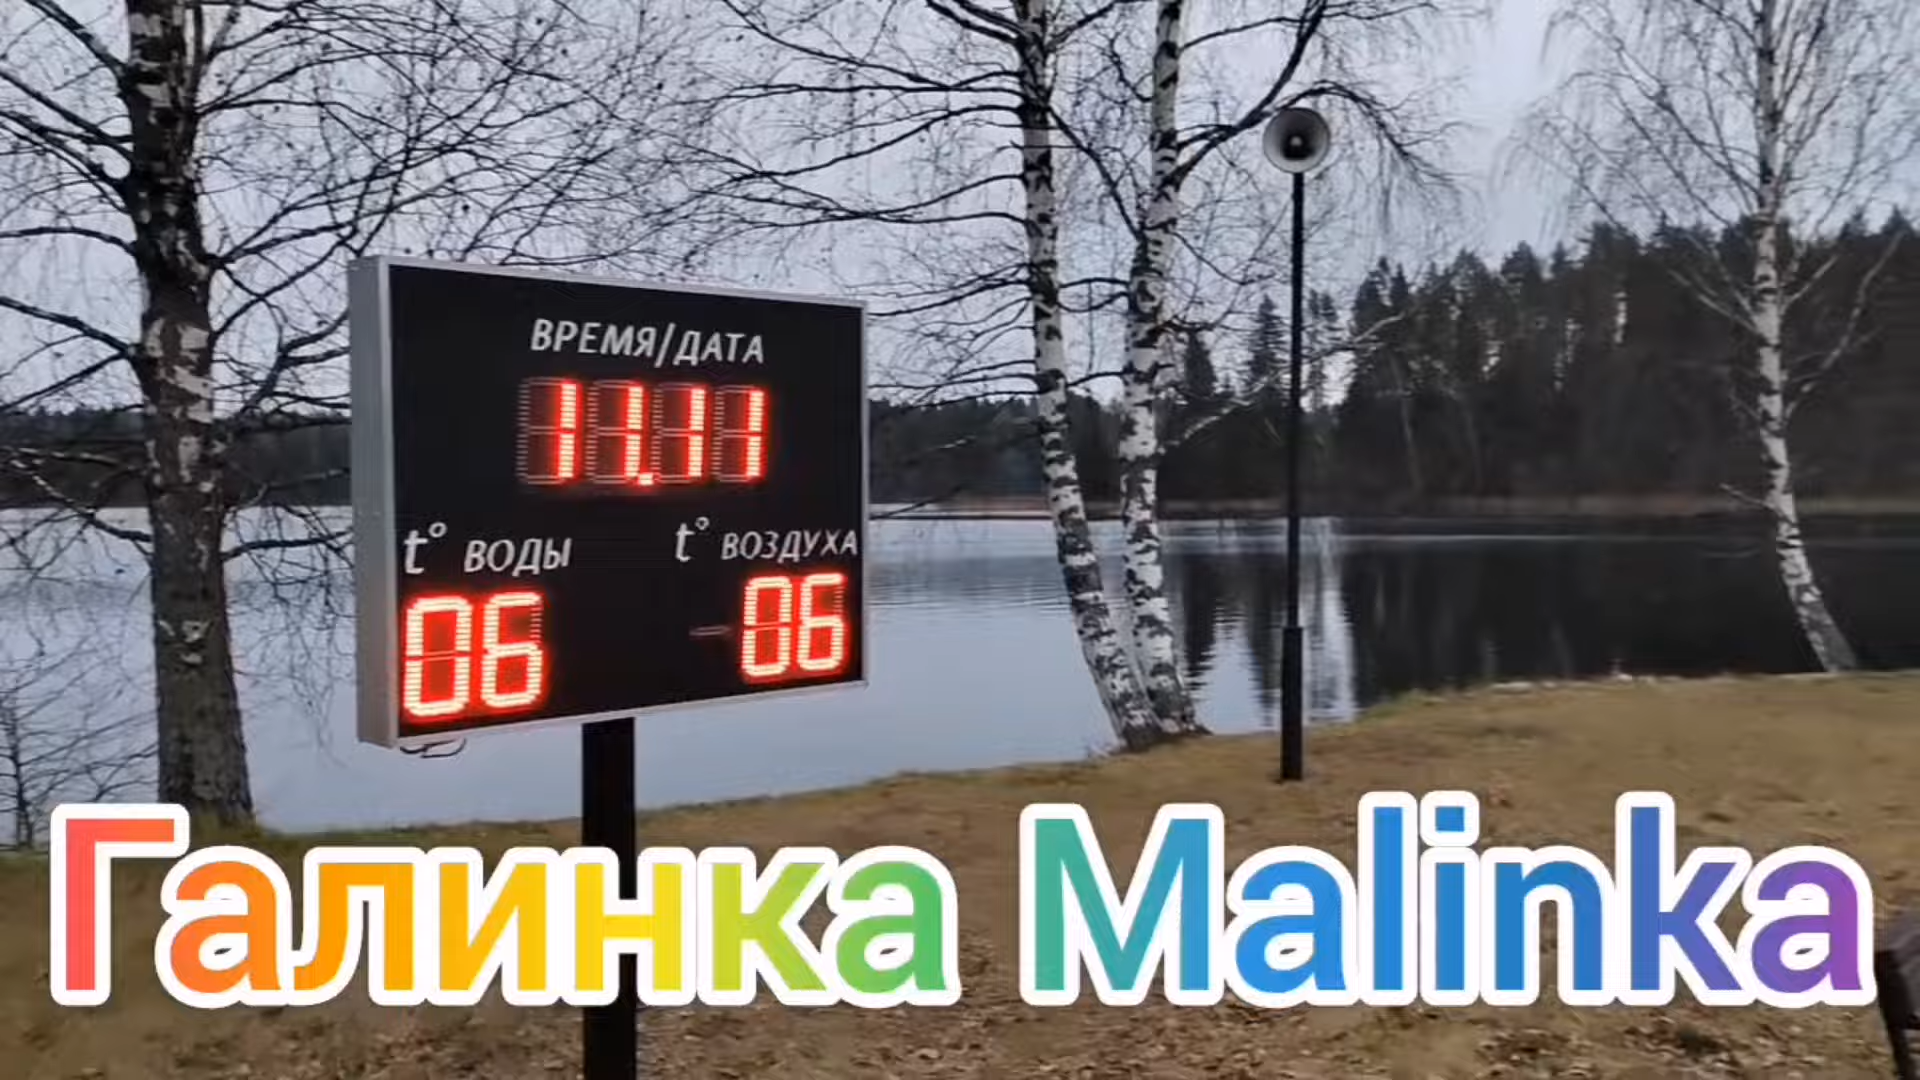 ВРЕМЯ/ДАТА
11.11
t° ВОДЫ t° ВОЗДУХА
06 06
Галинка Malinka